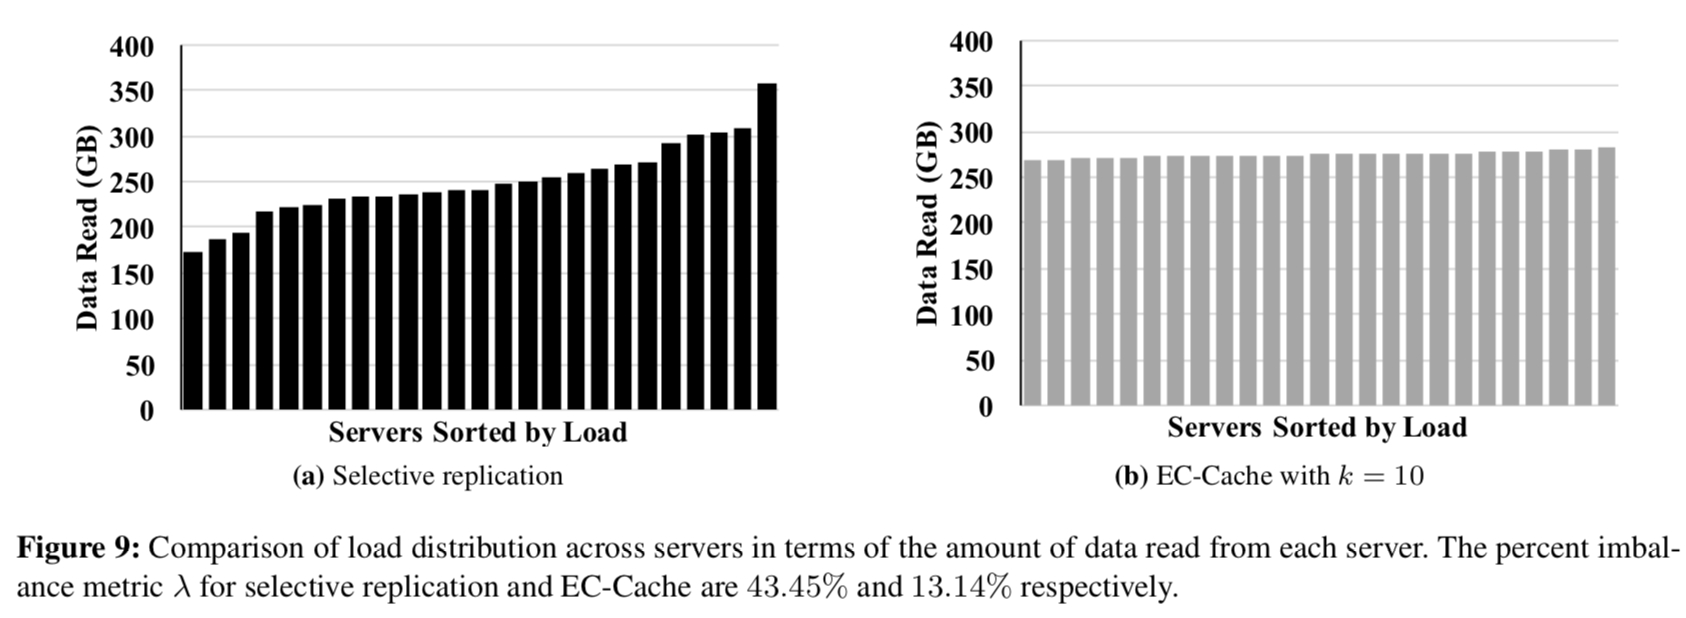 400
350
300
250
200
150
100
50
0
Data Read (GB)
Servers Sorted by Load
(a) Selective replication
400
350
300
250
200
150
100
50
0
Data Read (GB)
Servers Sorted by Load
(b) EC-Cache with k = 10
Figure 9: Comparison of load distribution across servers in terms of the amount of data read from each server. The percent imbal-
ance metric λ for selective replication and EC-Cache are 43.45% and 13.14% respectively.